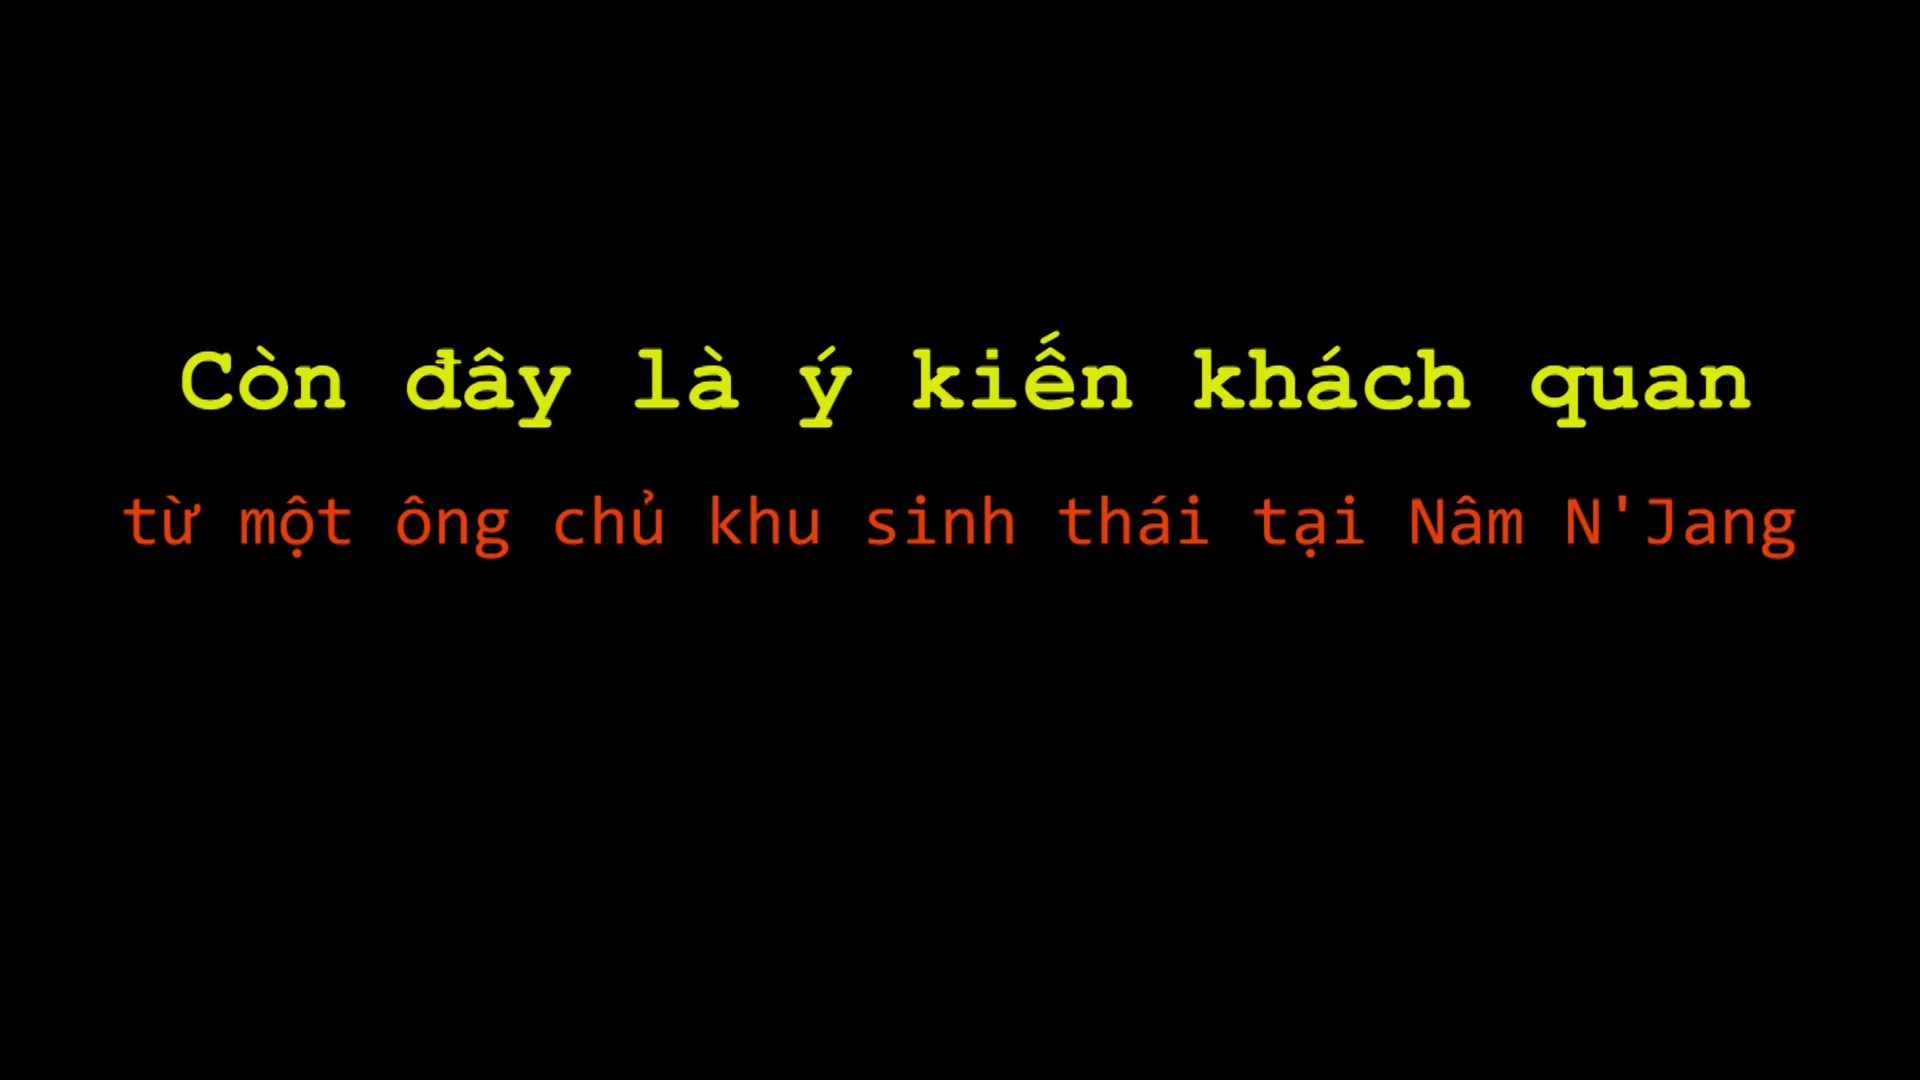 Còn đây là ý kiến khách quan
từ một ông chủ khu sinh thái tại Nâm N'Jang